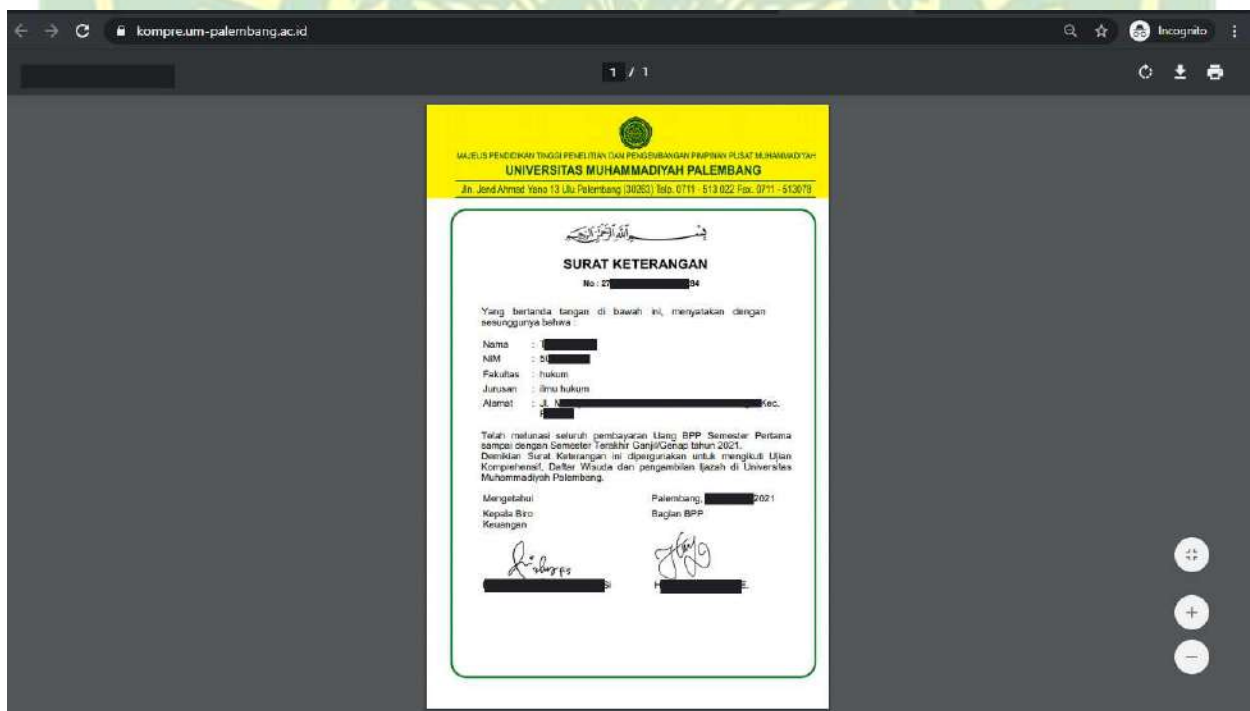 kompre.um-palembang.ac.id
Incognito
1 / 1
MAJELIS PENDIDIKAN TINGGI PENELITIAN DAN PENGEMBANGAN PIMPINAN PUSAT MUHAMMADIYAH
UNIVERSITAS MUHAMMADIYAH PALEMBANG
Jln. Jend Ahmad Yano 13 Ulu Palembang (30263) Telp. 0711 - 513 022 Fax. 0711 - 513078
SURAT KETERANGAN
No : 27 94
Yang bertanda tangan di bawah ini, menyatakan dengan
sesunggunya bahwa :
Nama : T
NIM : 50
Fakultas : hukum
Jurusan : ilmu hukum
Alamat : JL. Kec.
Telah melunasi seluruh pembayaran Uang BPP Semester Pertama
sampai dengan Semester Terakhir Ganjil/Genap tahun 2021.
Demikian Surat Keterangan ini dipergunakan untuk mengikuti Ujian
Komprehensif, Daftar Wisuda dan pengambilan Ijazah di Universitas
Muhammadiyah Palembang.
Mengetahui
Palembang, 2021
Kepala Biro
Bagian BPP
Keuangan